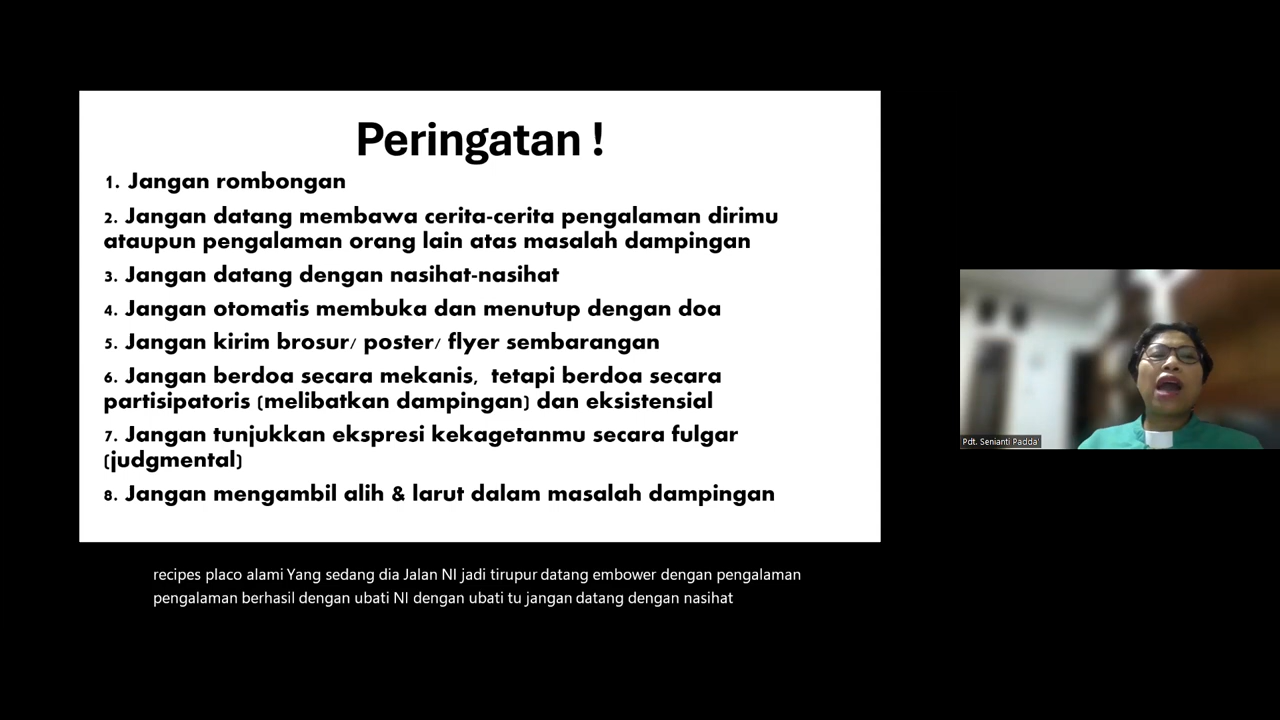 Peringatan !
1. Jangan rombongan
2. Jangan datang membawa cerita-cerita pengalaman dirimu
ataupun pengalaman orang lain atas masalah dampingan
3. Jangan datang dengan nasihat-nasihat
4. Jangan otomatis membuka dan menutup dengan doa
5. Jangan kirim brosur/ poster/ flyer sembarangan
6. Jangan berdoa secara mekanis, tetapi berdoa secara
partisipatoris (melibatkan dampingan) dan eksistensial
7. Jangan tunjukkan ekspresi kekagetanmu secara fulgar
(judgmental)
8. Jangan mengambil alih & larut dalam masalah dampingan
Pdt. Senianti Padda'
recipes placo alami Yang sedang dia Jalan NI jadi tirupur datang embower dengan pengalaman
pengalaman berhasil dengan ubati NI dengan ubati tu jangan datang dengan nasihat